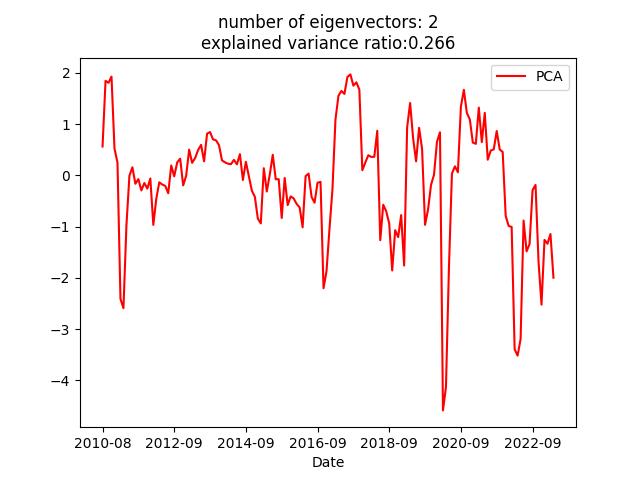 number of eigenvectors: 2
explained variance ratio:0.266
PCA
2
1
0
−1
−2
−3
−4
2010-08 2012-09 2014-09 2016-09 2018-09 2020-09 2022-09
Date